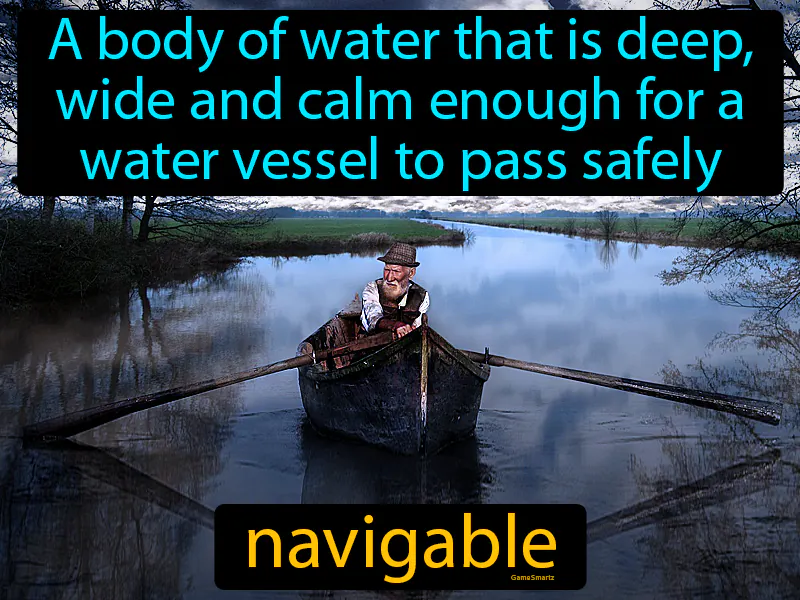 A body of water that is deep,
wide and calm enough for a
water vessel to pass safely
navigable
GameSmartz